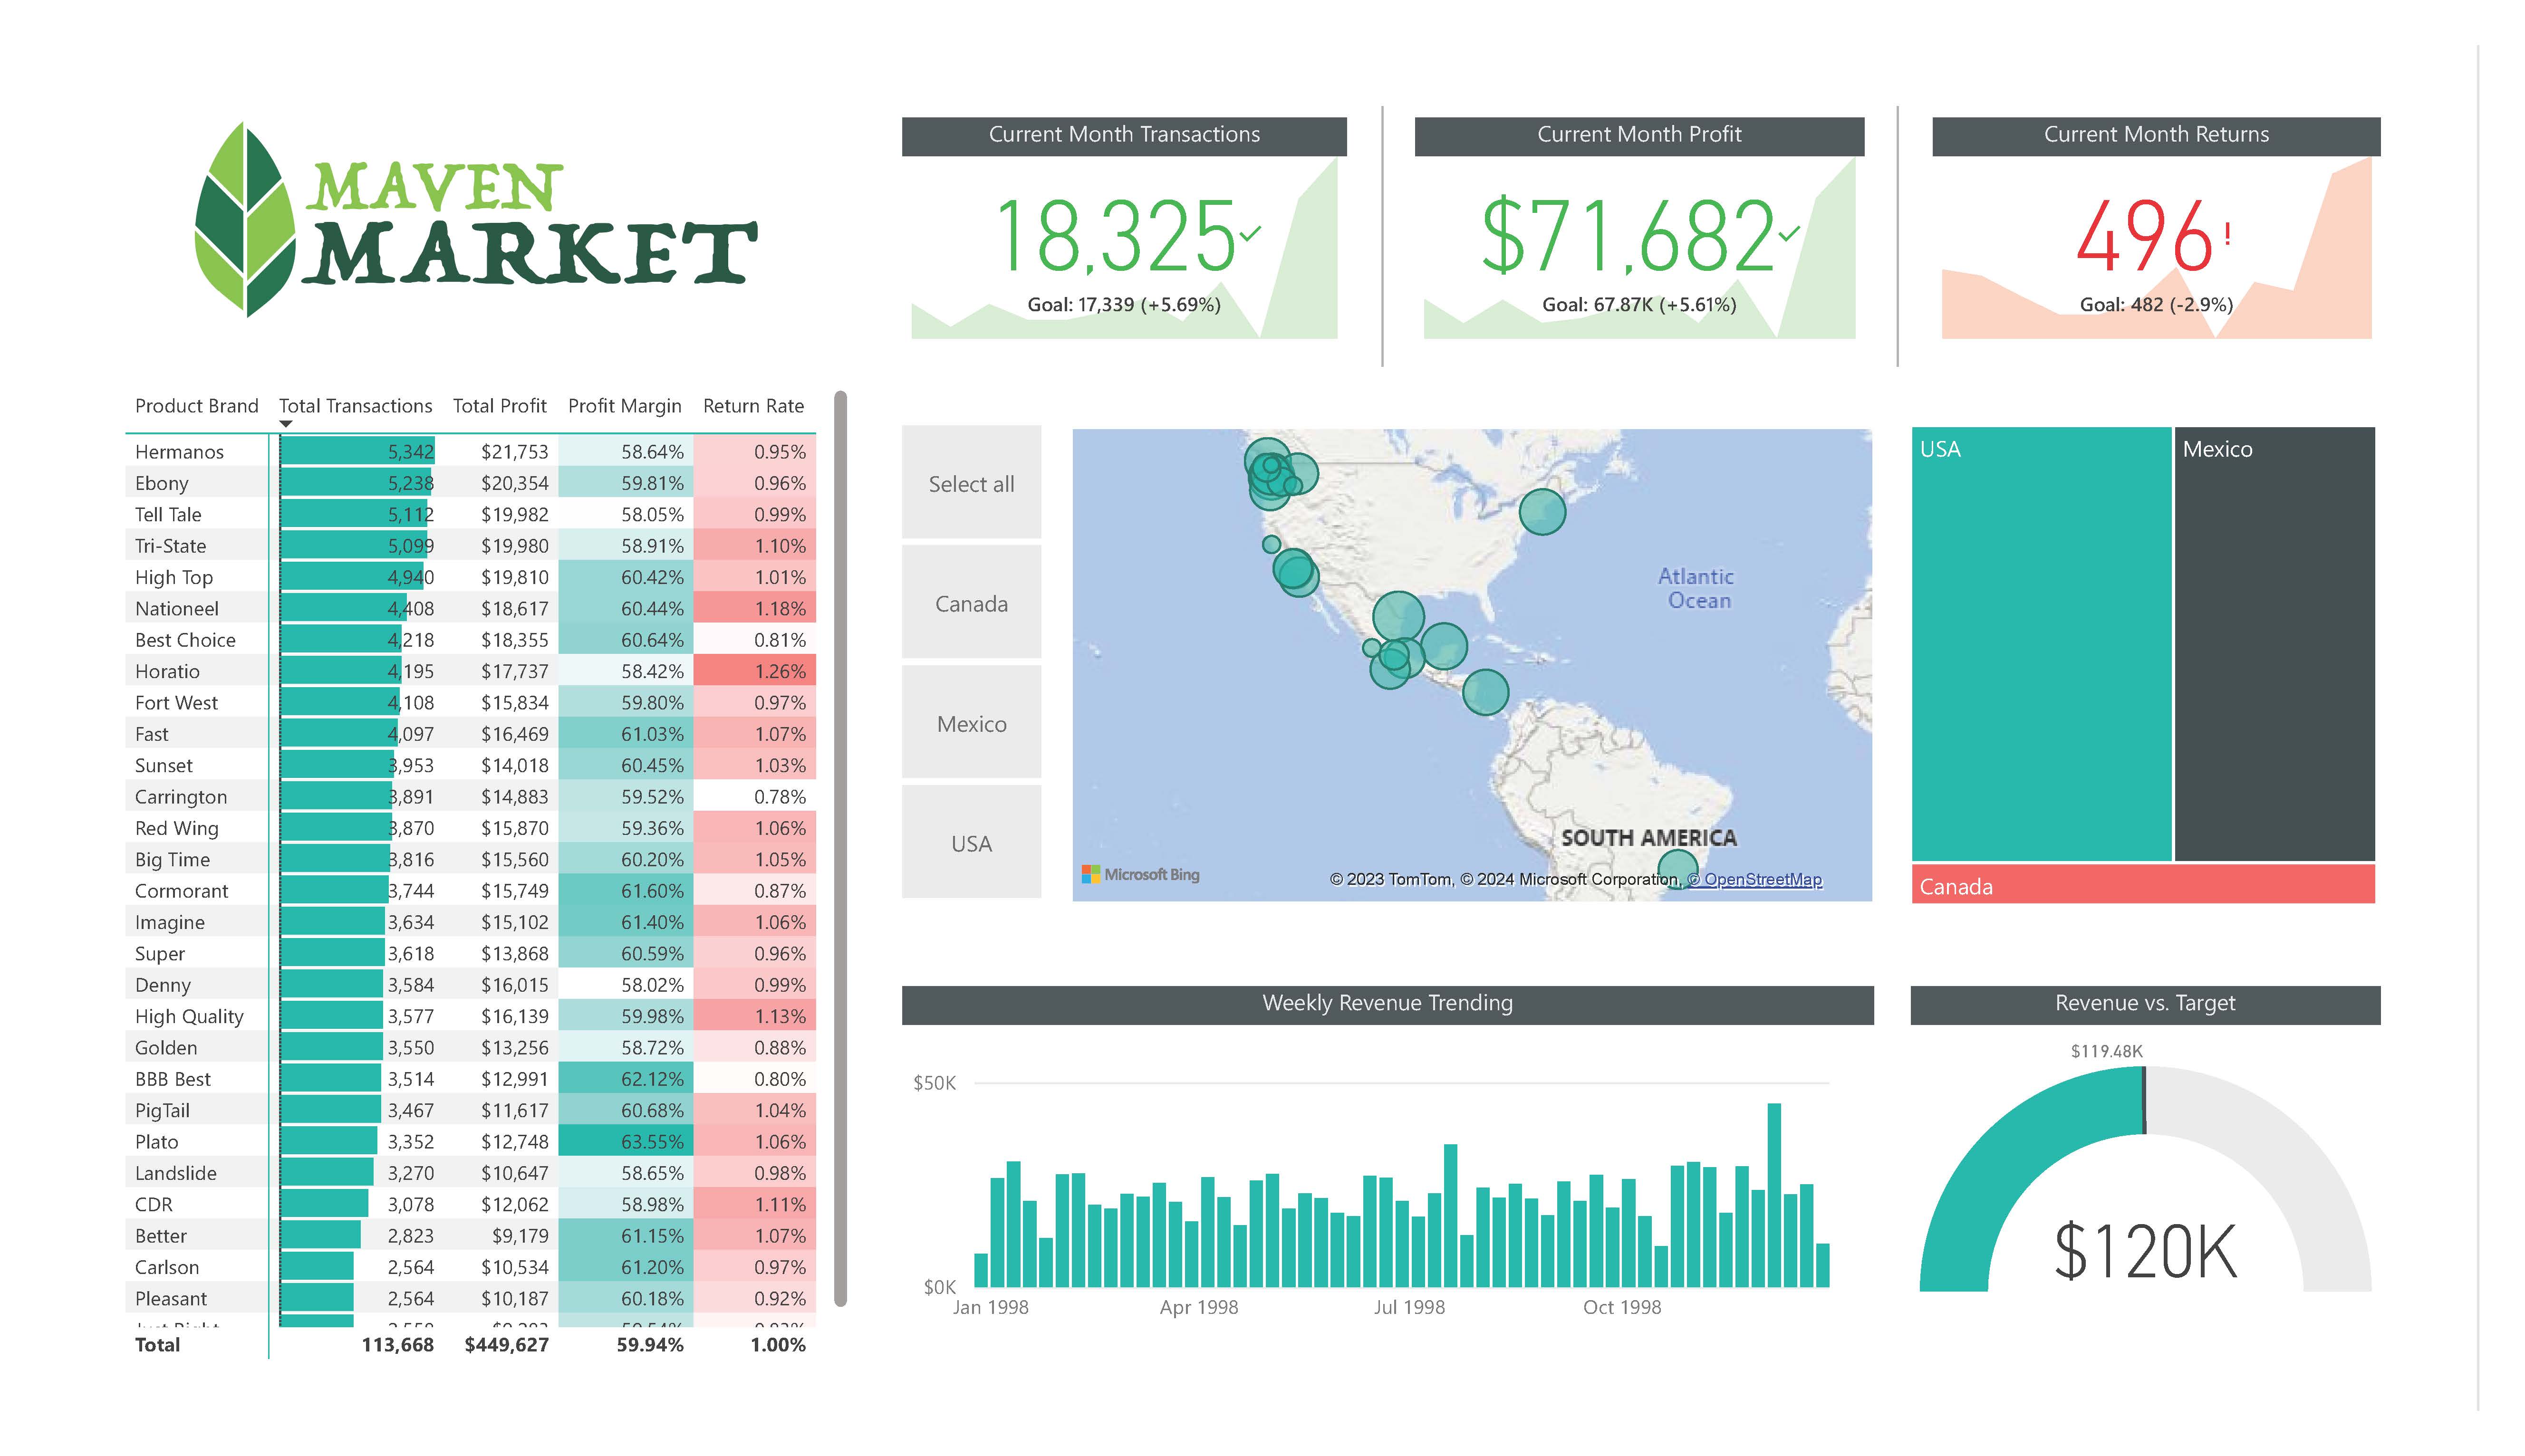 MAVEN
MARKET
Current Month Transactions
18,325
Goal: 17,339 (+5.69%)
Current Month Profit
$71,682
Goal: 67.87K (+5.61%)
Current Month Returns
496!
Goal: 482 (-2.9%)
Product Brand Total Transactions Total Profit Profit Margin Return Rate
Hermanos 5,342 $21,753 58.64% 0.95%
Ebony 5,238 $20,354 59.81% 0.96%
Tell Tale 5,112 $19,982 58.05% 0.99%
Tri-State 5,099 $19,980 58.91% 1.10%
High Top 4,940 $19,810 60.42% 1.01%
Nationeel 4,408 $18,617 60.44% 1.18%
Best Choice 4,218 $18,355 60.64% 0.81%
Horatio 4,195 $17,737 58.42% 1.26%
Fort West 4,108 $15,834 59.80% 0.97%
Fast 4,097 $16,469 61.03% 1.07%
Sunset 3,953 $14,018 60.45% 1.03%
Carrington 3,891 $14,883 59.52% 0.78%
Red Wing 3,870 $15,870 59.36% 1.06%
Big Time 3,816 $15,560 60.20% 1.05%
Cormorant 3,744 $15,749 61.60% 0.87%
Imagine 3,634 $15,102 61.40% 1.06%
Super 3,618 $13,868 60.59% 0.96%
Denny 3,584 $16,015 58.02% 0.99%
High Quality 3,577 $16,139 59.98% 1.13%
Golden 3,550 $13,256 58.72% 0.88%
BBB Best 3,514 $12,991 62.12% 0.80%
PigTail 3,467 $11,617 60.68% 1.04%
Plato 3,352 $12,748 63.55% 1.06%
Landslide 3,270 $10,647 58.65% 0.98%
CDR 3,078 $12,062 58.98% 1.11%
Better 2,823 $9,179 61.15% 1.07%
Carlson 2,564 $10,534 61.20% 0.97%
Pleasant 2,564 $10,187 60.18% 0.92%
Total 113,668 $449,627 59.94% 1.00%
Select all
Canada
Mexico
USA
Atlantic
Ocean
SOUTH AMERICA
Microsoft Bing
© 2023 TomTom, © 2024 Microsoft Corporation, © OpenStreetMap
USA
Mexico
Canada
Weekly Revenue Trending
$50K
$0K
Jan 1998 Apr 1998 Jul 1998 Oct 1998
Revenue vs. Target
$119.48K
$120K